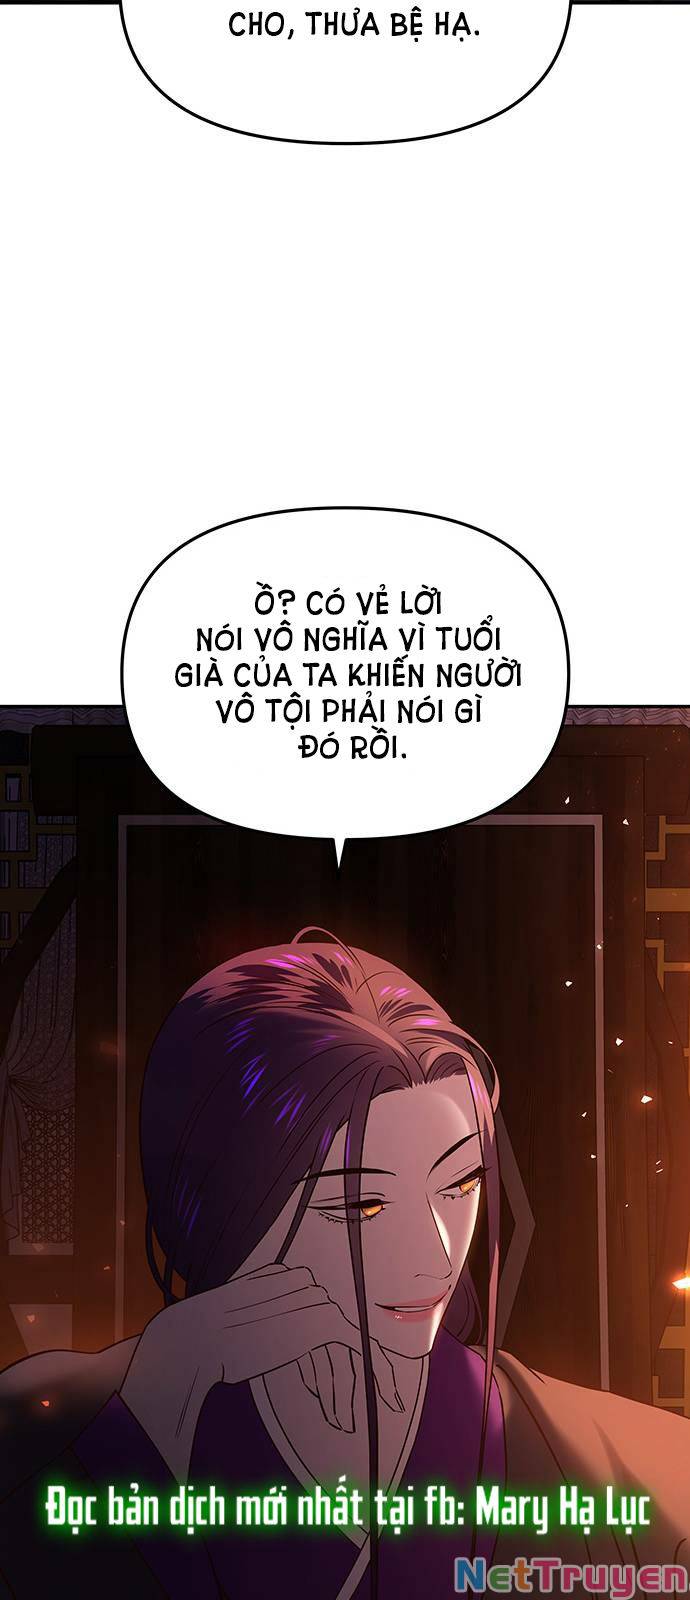 CHO, THƯA BỆ HẠ.
Ồ? CÓ VẺ LỜI
NÓI VÔ NGHĨA VÌ TUỔI
GIÀ CỦA TA KHIẾN NGƯỜI
VÔ TỘI PHẢI NÓI GÌ
ĐÓ RỒI.
Đọc bản dịch mới nhất tại fb: Mary Hạ Lục
NetTruyen